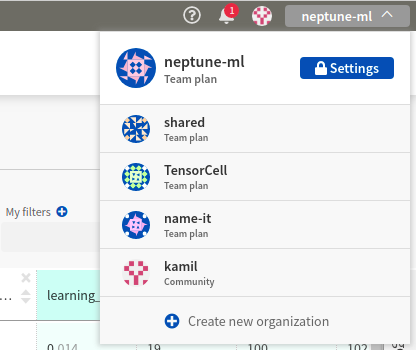 1
neptune-ml
neptune-ml
Team plan
Settings
shared
Team plan
TensorCell
Team plan
name-it
Team plan
kamil
Community
Create new organization
My filters
...
learning_
0.014
19
100
102